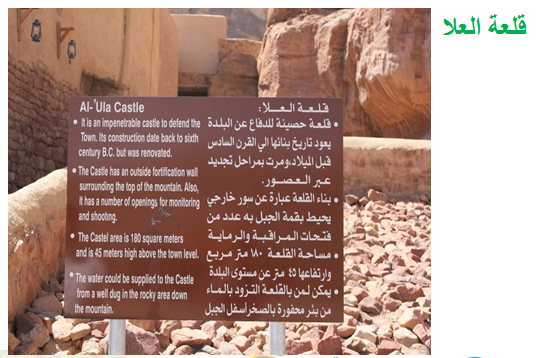 قلعة العلا
Al-'Ula Castle
• It is an impenetrable castle to defend the
Town. Its construction date back to sixth
century B.C. but was renovated.
• The Castle has an outside fortification wall
surrounding the top of the mountain. Also,
it has a number of openings for monitoring
and shooting.
• The Castel area is 180 square meters
and is 45 meters high above the town level.
• The water could be supplied to the Castle
from a well dug in the rocky area down
the mountain.
قلعة العلا:
• قلعة حصينة للدفاع عن البلدة
يعود تاريخ بنائها الي القرن السادس
قبل الميلاد،ومرت بمراحل تجديد
عبر العصور.
• بناء القلعة عبارة عن سور خارجي
يحيط بقمة الجبل به عدد من
فتحات المراقبة والرماية
• مساحة القلعة ١٨٠ متر مربع
وارتفاعها ٤٥ متر عن مستوى البلدة
• يمكن لمن بالقلعة التزود بالماء
من بئر محفورة بالصخرأسفل الجبل